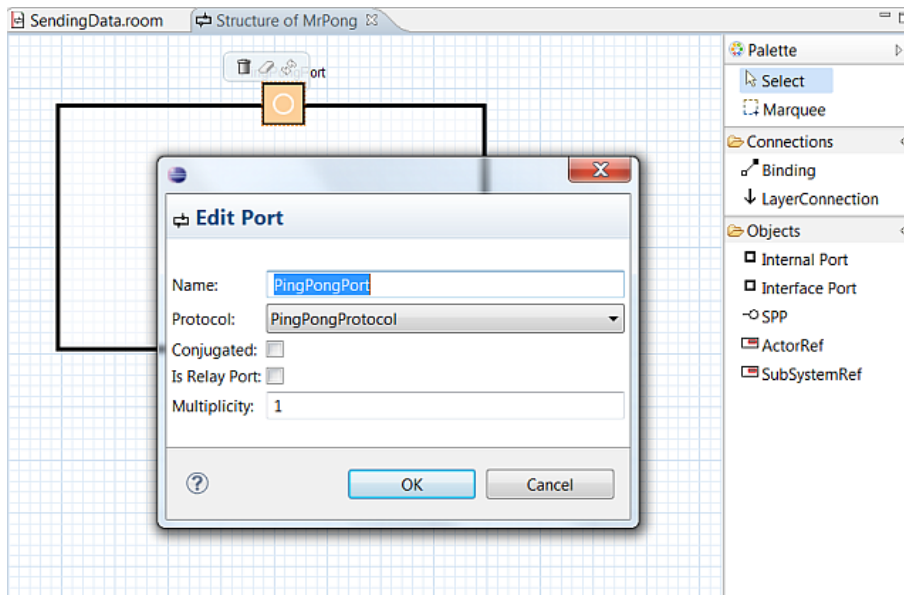 SendingData.room
Structure of MrPong
Port
Palette
Select
Marquee
Connections
Binding
LayerConnection
Objects
Internal Port
Interface Port
SPP
ActorRef
SubSystemRef
Edit Port
Name: PingPongPort
Protocol: PingPongProtocol
Conjugated:
Is Relay Port:
Multiplicity: 1
OK
Cancel